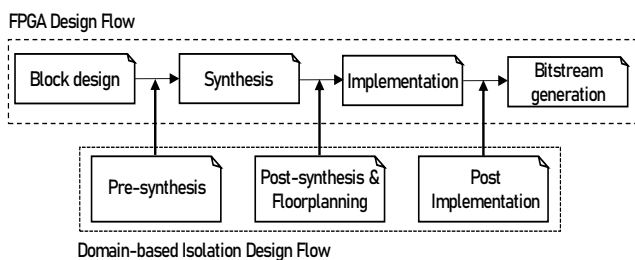 FPGA Design Flow
Block design
Synthesis
Implementation
Bitstream
generation
Pre-synthesis
Post-synthesis &
Floorplanning
Post
Implementation
Domain-based Isolation Design Flow